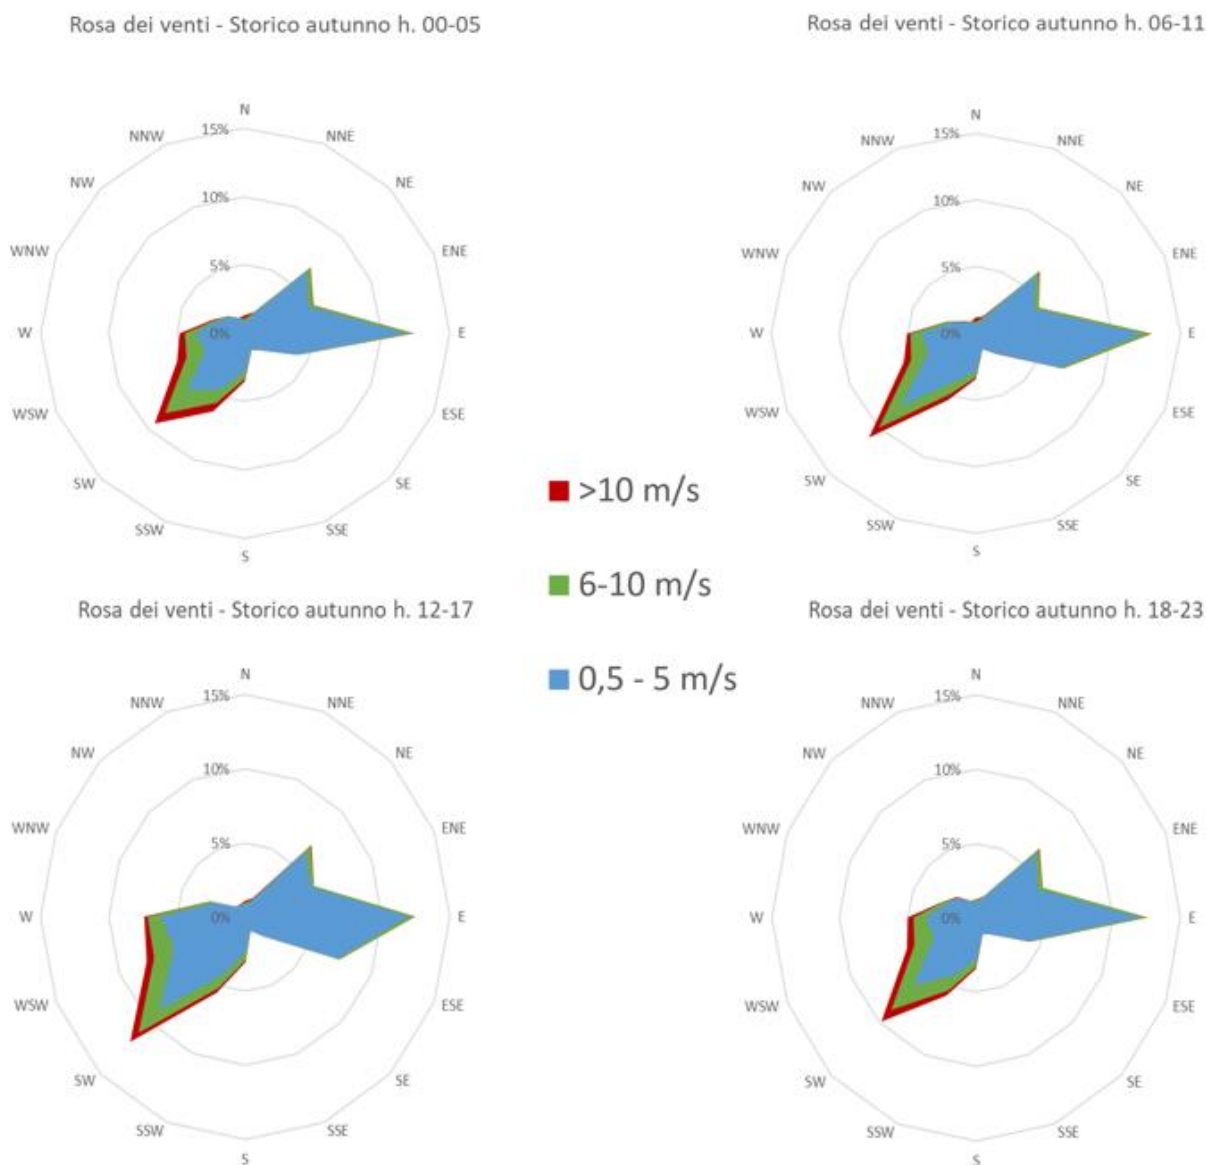 Rosa dei venti - Storico autunno h. 00-05
N
NNE
NE
ENE
E
ESE
SE
SSE
S
SSW
SW
WSW
W
WNW
NW
NNW
15%
10%
5%
0%
Rosa dei venti - Storico autunno h. 06-11
N
NNE
NE
ENE
E
ESE
SE
SSE
S
SSW
SW
WSW
W
WNW
NW
NNW
15%
10%
5%
0%
>10 m/s
6-10 m/s
0,5 - 5 m/s
Rosa dei venti - Storico autunno h. 12-17
N
NNE
NE
ENE
E
ESE
SE
SSE
S
SSW
SW
WSW
W
WNW
NW
NNW
15%
10%
5%
0%
Rosa dei venti - Storico autunno h. 18-23
N
NNE
NE
ENE
E
ESE
SE
SSE
S
SSW
SW
WSW
W
WNW
NW
NNW
15%
10%
5%
0%